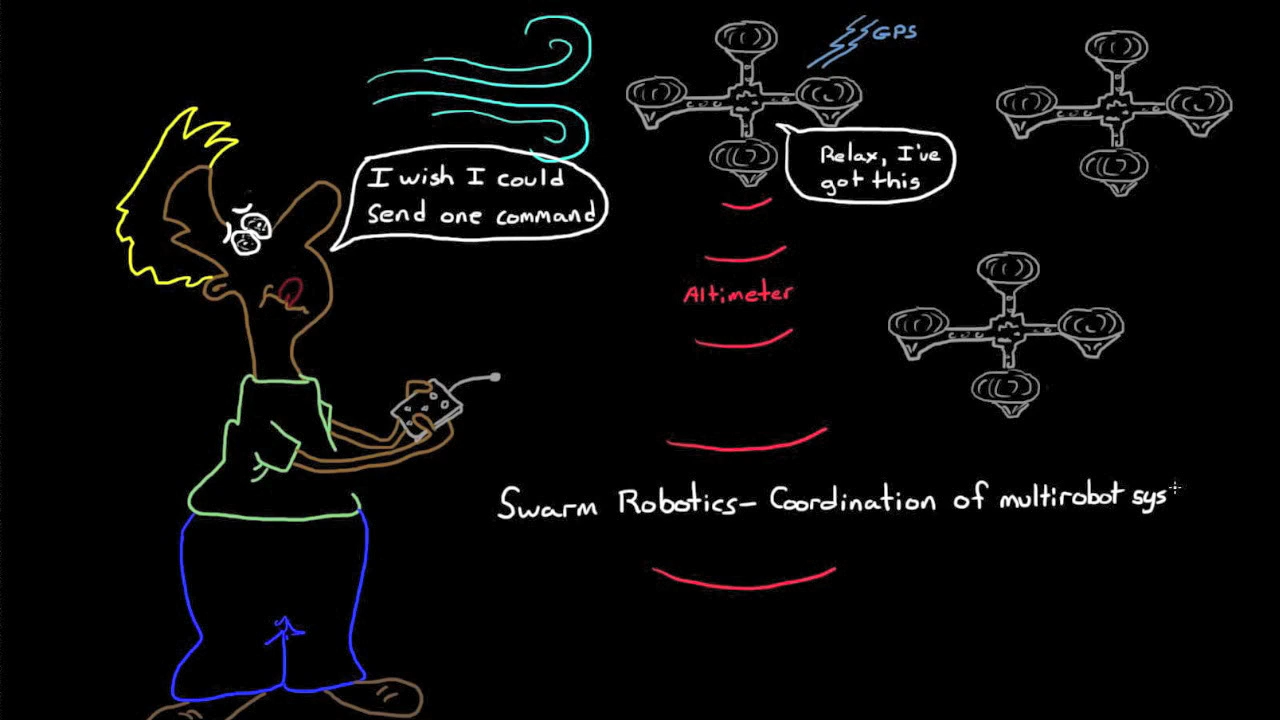 GPS
I wish I could
send one command
Relax, I've
got this
Altimeter
Swarm Robotics- Coordination of multirobot sys